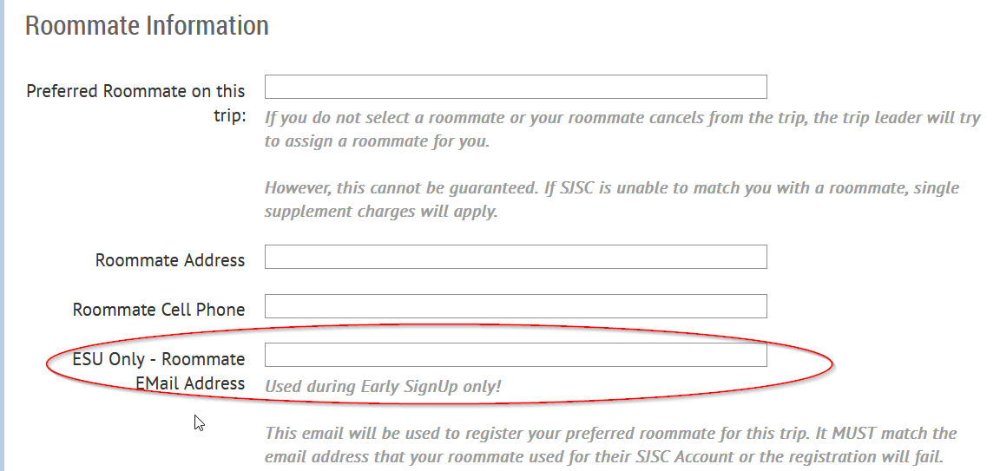 Roommate Information
Preferred Roommate on this
trip:
If you do not select a roommate or your roommate cancels from the trip, the trip leader will try
to assign a roommate for you.
However, this cannot be guaranteed. If SJSC is unable to match you with a roommate, single
supplement charges will apply.
Roommate Address
Roommate Cell Phone
ESU Only - Roommate
EMail Address
Used during Early SignUp only!
This email will be used to register your preferred roommate for this trip. It MUST match the
email address that your roommate used for their SJSC Account or the registration will fail.